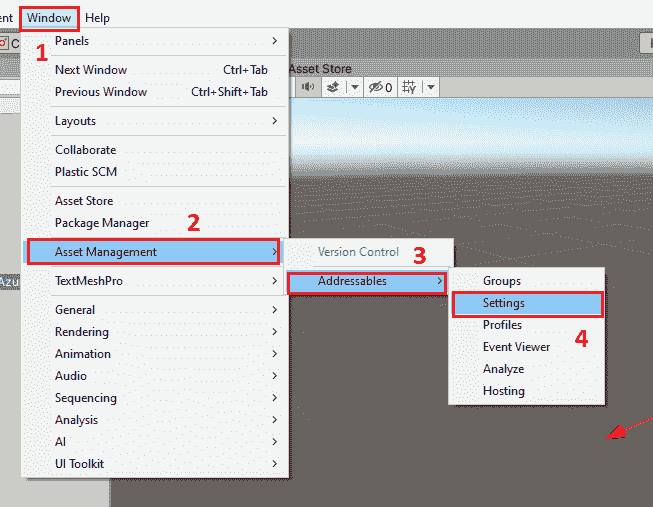 ent Window Help
1
C
Panels
Next Window Ctrl+Tab
Asset Store
Previous Window Ctrl+Shift+Tab
0
Layouts
Collaborate
Plastic SCM
Asset Store
Package Manager
2
Asset Management
Version Control
3
TextMeshPro
Addressables
Azu
Groups
General
Settings
Rendering
Profiles
4
Animation
Event Viewer
Audio
Analyze
Sequencing
Hosting
Analysis
AI
UI Toolkit